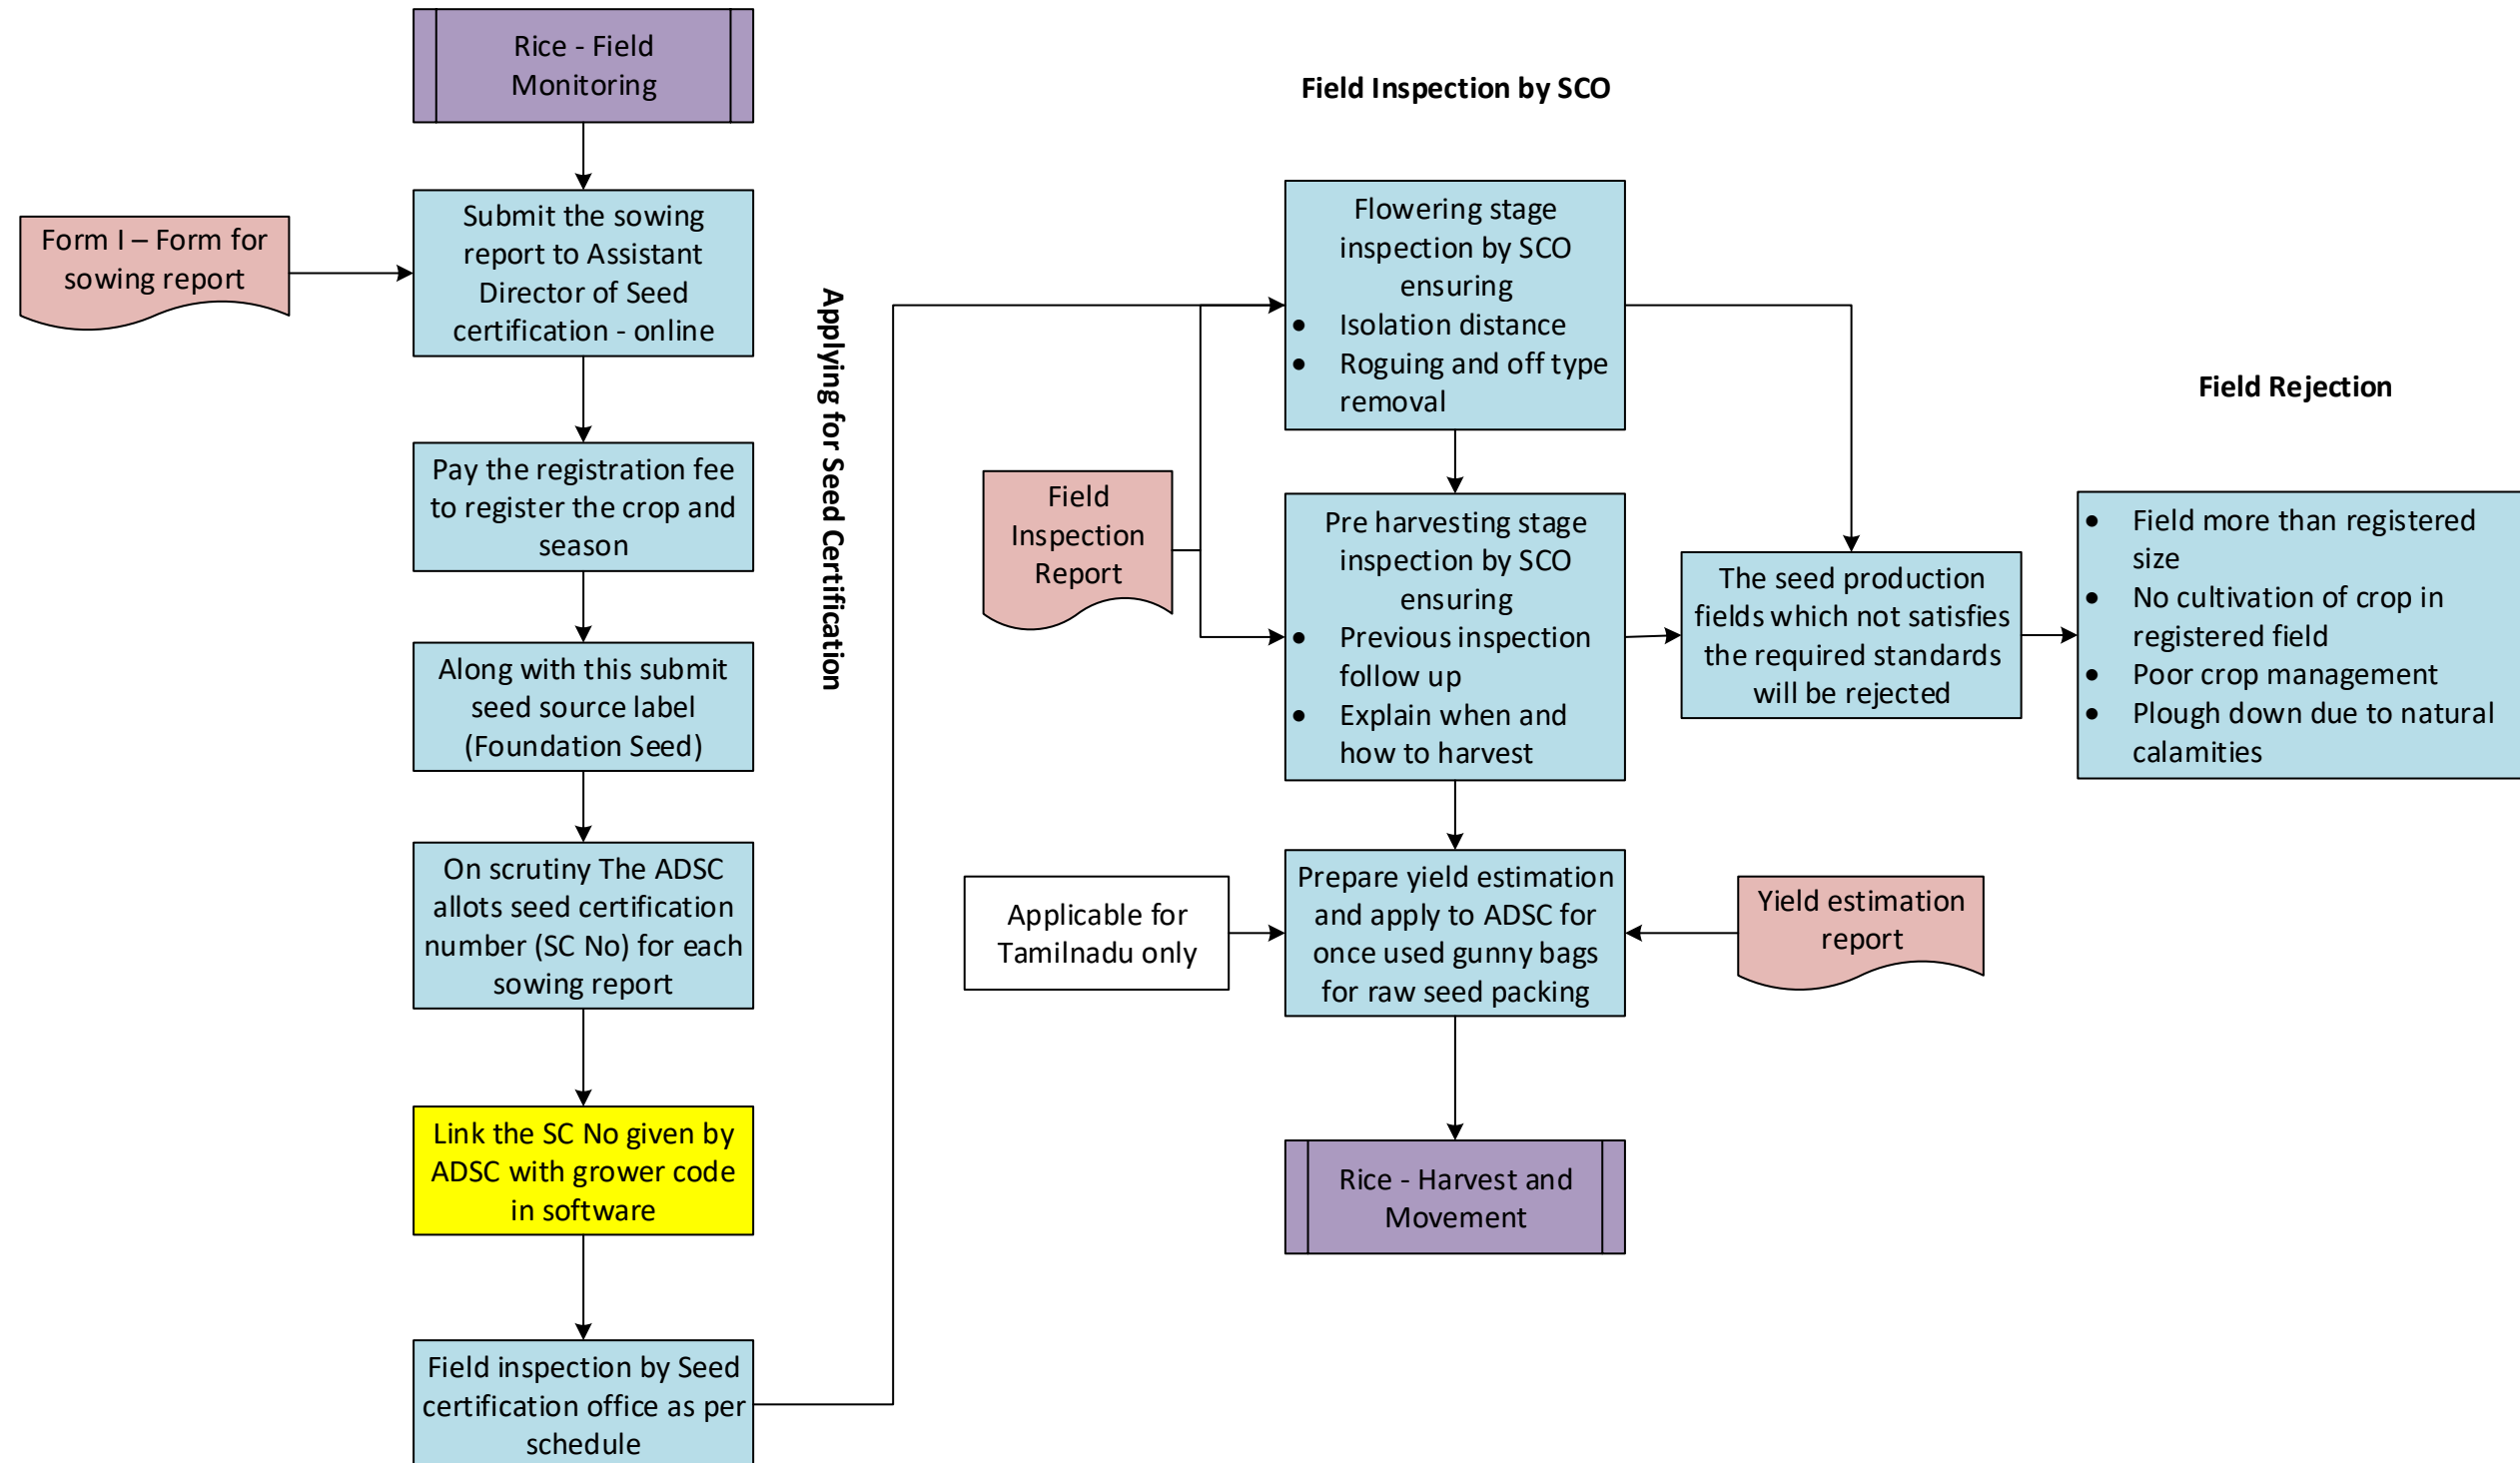 Rice - Field
Monitoring
Form I – Form for
sowing report
Submit the sowing
report to Assistant
Director of Seed
certification - online
Pay the registration fee
to register the crop and
season
Along with this submit
seed source label
(Foundation Seed)
On scrutiny The ADSC
allots seed certification
number (SC No) for each
sowing report
Link the SC No given by
ADSC with grower code
in software
Field inspection by Seed
certification office as per
schedule
Applying for Seed Certification
Field Inspection by SCO
Flowering stage
inspection by SCO
ensuring
• Isolation distance
• Roguing and off type
removal
Field
Inspection
Report
Pre harvesting stage
inspection by SCO
ensuring
• Previous inspection
follow up
• Explain when and
how to harvest
Applicable for
Tamilnadu only
Prepare yield estimation
and apply to ADSC for
once used gunny bags
for raw seed packing
Yield estimation
report
Rice - Harvest and
Movement
The seed production
fields which not satisfies
the required standards
will be rejected
Field Rejection
• Field more than registered
size
• No cultivation of crop in
registered field
• Poor crop management
• Plough down due to natural
calamities